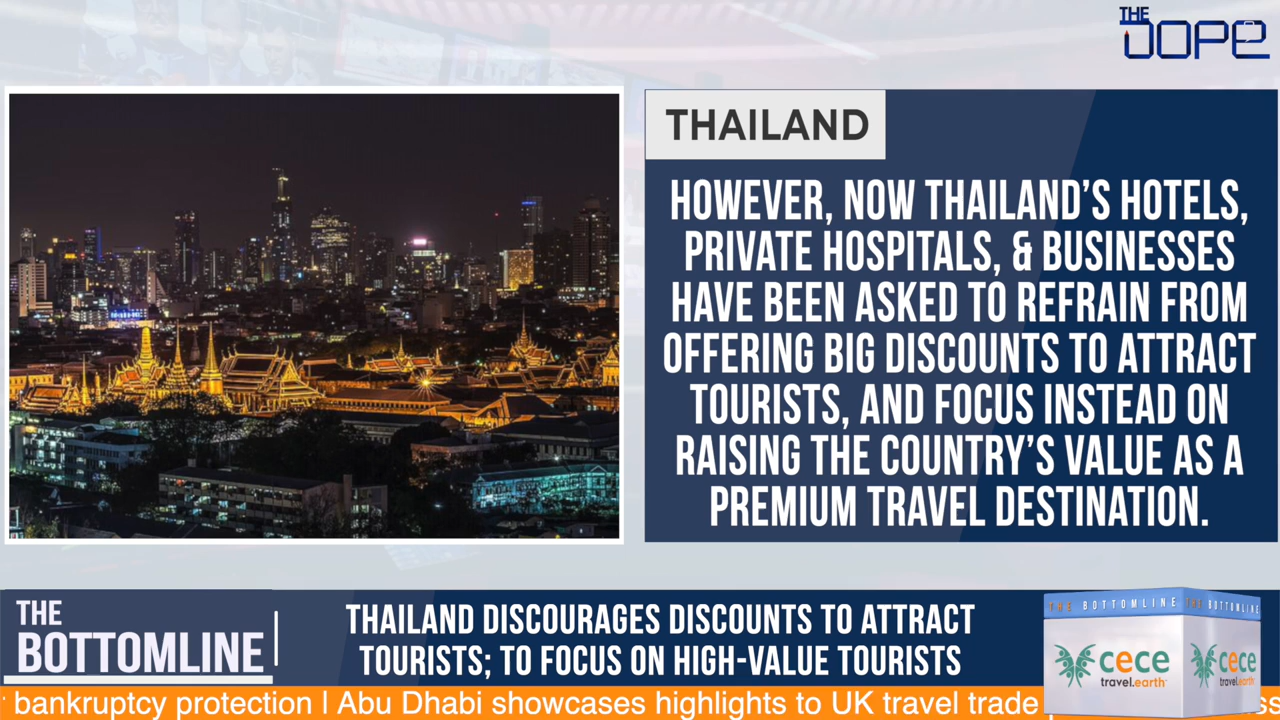 THE
DOPE
THAILAND
HOWEVER, NOW THAILAND'S HOTELS,
PRIVATE HOSPITALS, & BUSINESSES
HAVE BEEN ASKED TO REFRAIN FROM
OFFERING BIG DISCOUNTS TO ATTRACT
TOURISTS, AND FOCUS INSTEAD ON
RAISING THE COUNTRY'S VALUE AS A
PREMIUM TRAVEL DESTINATION.
THE
BOTTOMLINE
THAILAND DISCOURAGES DISCOUNTS TO ATTRACT
TOURISTS; TO FOCUS ON HIGH-VALUE TOURISTS
THE BOTTOMLINE THE BOTTOMLINE
cece cece
travel.earth travel.earth
bankruptcy protection | Abu Dhabi showcases highlights to UK travel trade